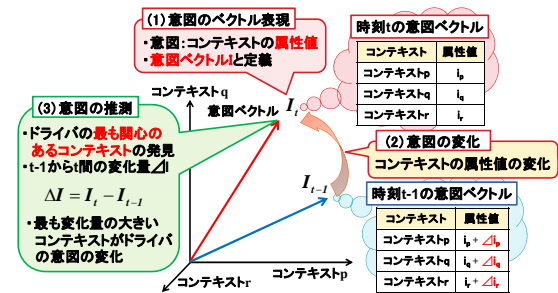 (1) 意図のベクトル表現
・意図:コンテキストの属性値
・意図ベクトルiと定義
時刻tの意図ベクトル
コンテキスト 属性値
コンテキストp ip
コンテキストq iq
コンテキストr ir
コンテキストq
意図ベクトル It
(3) 意図の推測
・ドライバの最も関心の
あるコンテキストの発見
・t-1からt間の変化量⊿I
ΔI = It − It−1
・最も変化量の大きい
コンテキストがドライバ
の意図の変化
(2) 意図の変化
コンテキストの属性値の変化
It−1
時刻t-1の意図ベクトル
コンテキスト 属性値
コンテキストp ip + ⊿ip
コンテキストq iq + ⊿iq
コンテキストr ir + ⊿ir
コンテキストp
コンテキストr